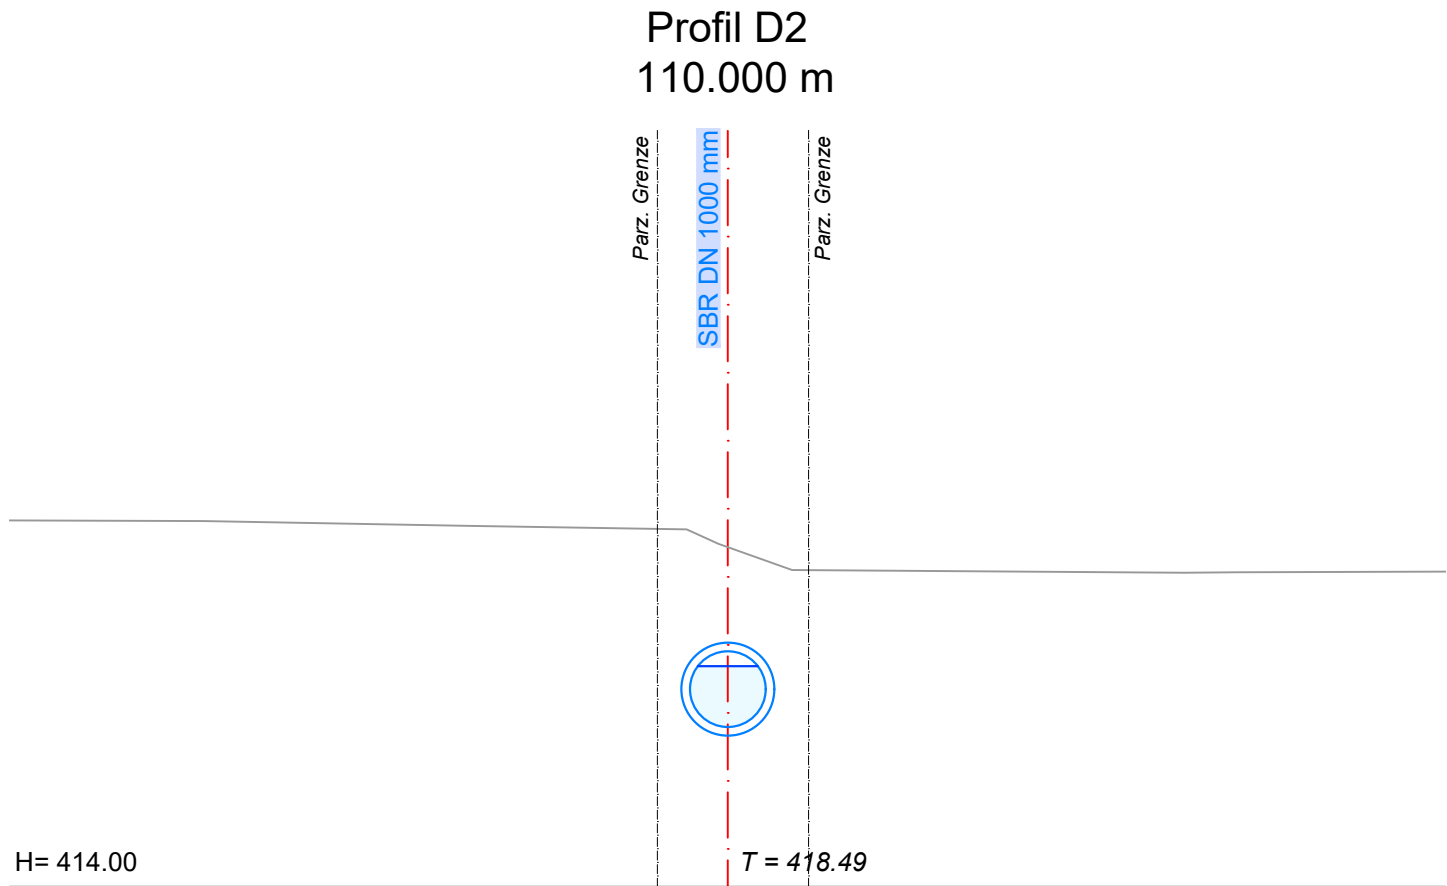 Profil D2
110.000 m
Parz. Grenze
SBR DN 1000 mm
Parz. Grenze
H= 414.00
T = 418.49